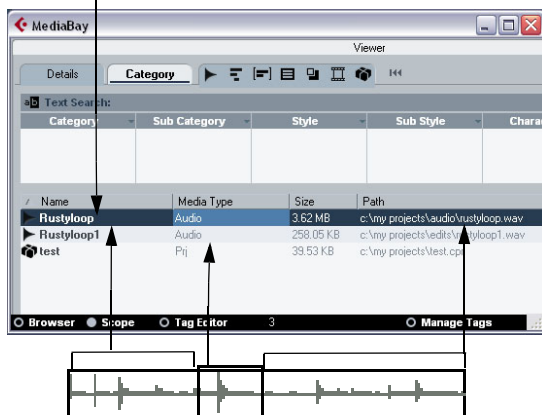 MediaBay
Viewer
Details Category
Text Search:
Category Sub Category Style Sub Style Chara
Name Media Type Size Path
Rustyloop Audio 3.62 MB c:\my projects\audio\rustyloop.wav
Rustyloop1 Audio 258.05 KB c:\my projects\edits\rustyloop1.wav
test Prj 39.53 KB c:\my projects\test.cpr
Browser Scope Tag Editor 3 Manage Tags